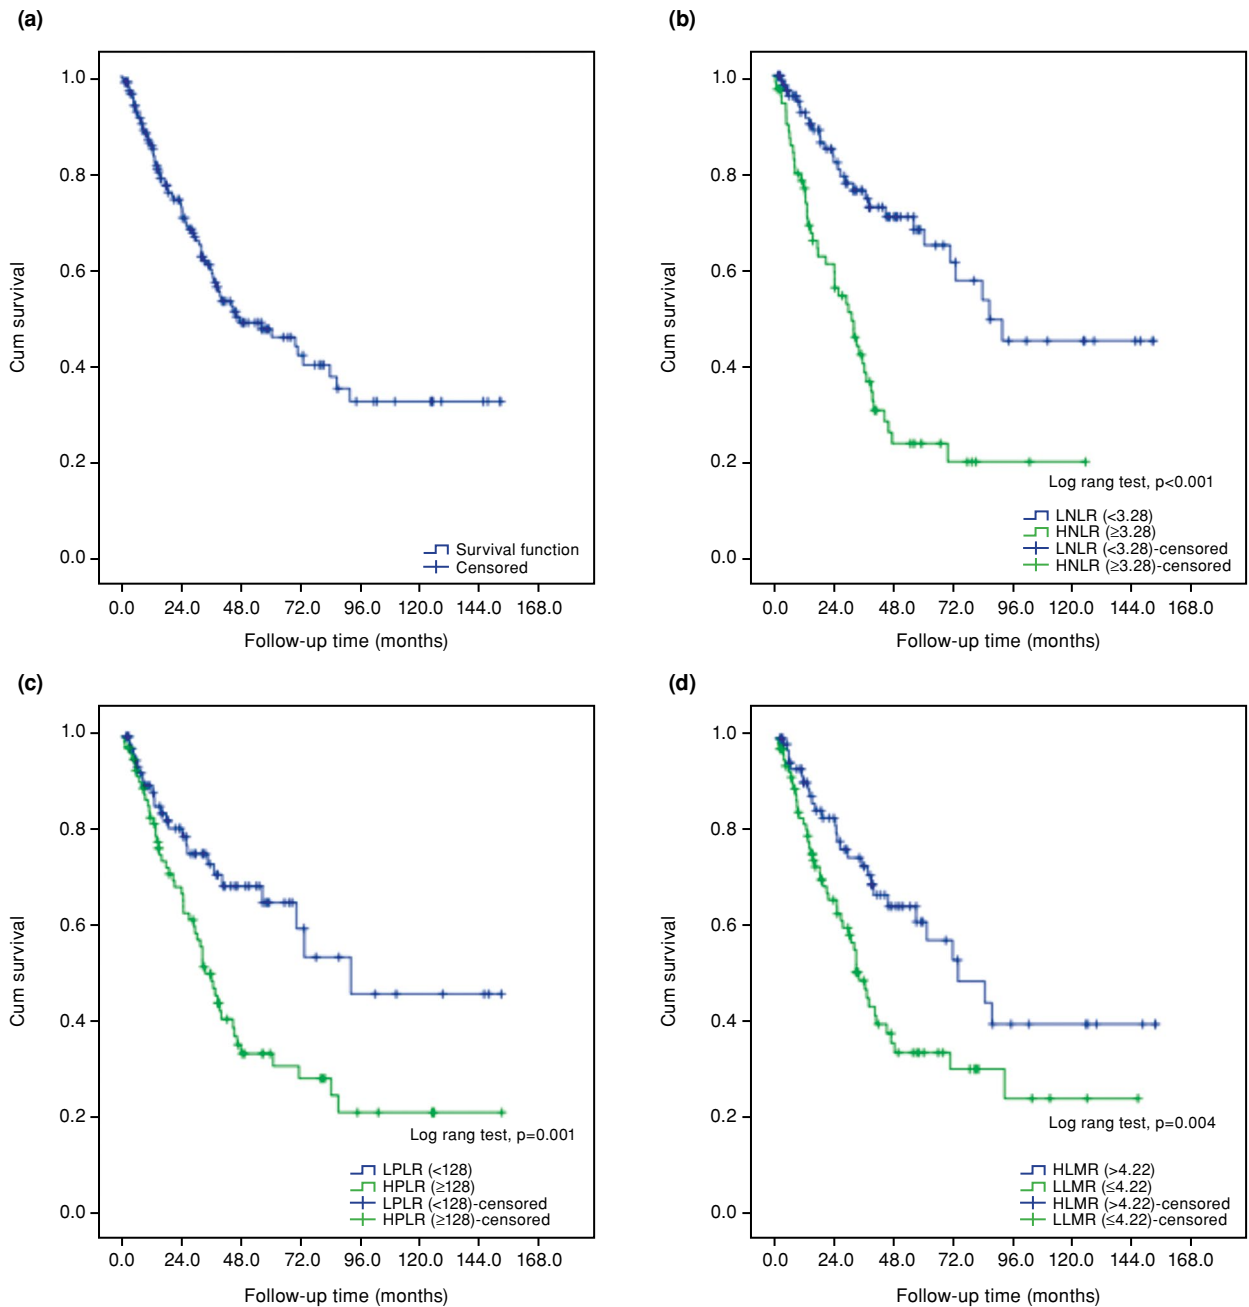 (a)
1.0
0.8
0.6
0.4
0.2
0.0
Cum survival
Survival function
Censored
0.0 24.0 48.0 72.0 96.0 120.0 144.0 168.0
Follow-up time (months)
(b)
1.0
0.8
0.6
0.4
0.2
0.0
Cum survival
Log rang test, p<0.001
LNLR (<3.28)
HNLR (≥3.28)
LNLR (<3.28)-censored
HNLR (≥3.28)-censored
0.0 24.0 48.0 72.0 96.0 120.0 144.0 168.0
Follow-up time (months)
(c)
1.0
0.8
0.6
0.4
0.2
0.0
Cum survival
Log rang test, p=0.001
LPLR (<128)
HPLR (≥128)
LPLR (<128)-censored
HPLR (≥128)-censored
0.0 24.0 48.0 72.0 96.0 120.0 144.0 168.0
Follow-up time (months)
(d)
1.0
0.8
0.6
0.4
0.2
0.0
Cum survival
Log rang test, p=0.004
HLMR (>4.22)
LLMR (≤4.22)
HLMR (>4.22)-censored
LLMR (≤4.22)-censored
0.0 24.0 48.0 72.0 96.0 120.0 144.0 168.0
Follow-up time (months)